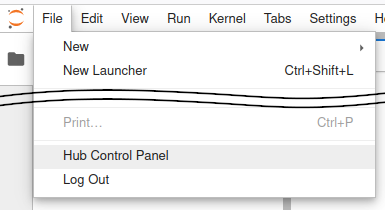 File Edit View Run Kernel Tabs Settings
New
New Launcher Ctrl+Shift+L
Print... Ctrl+P
Hub Control Panel
Log Out